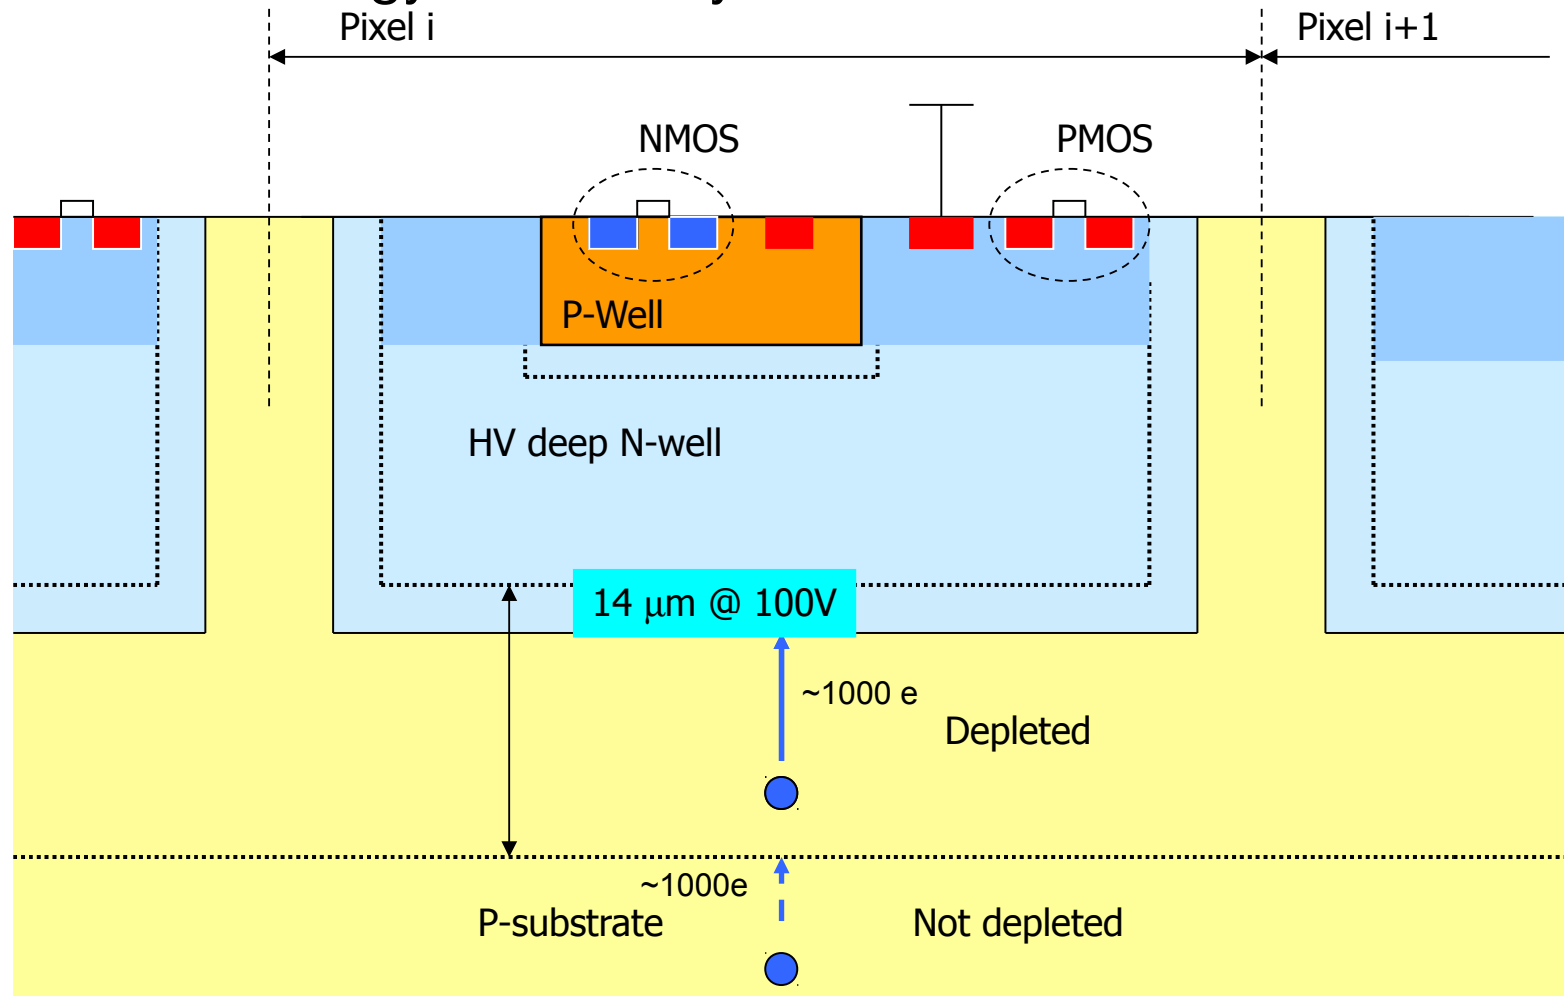 Pixel i
Pixel i+1
NMOS
PMOS
P-Well
HV deep N-well
14 μm @ 100V
~1000 e
Depleted
~1000e
P-substrate
Not depleted